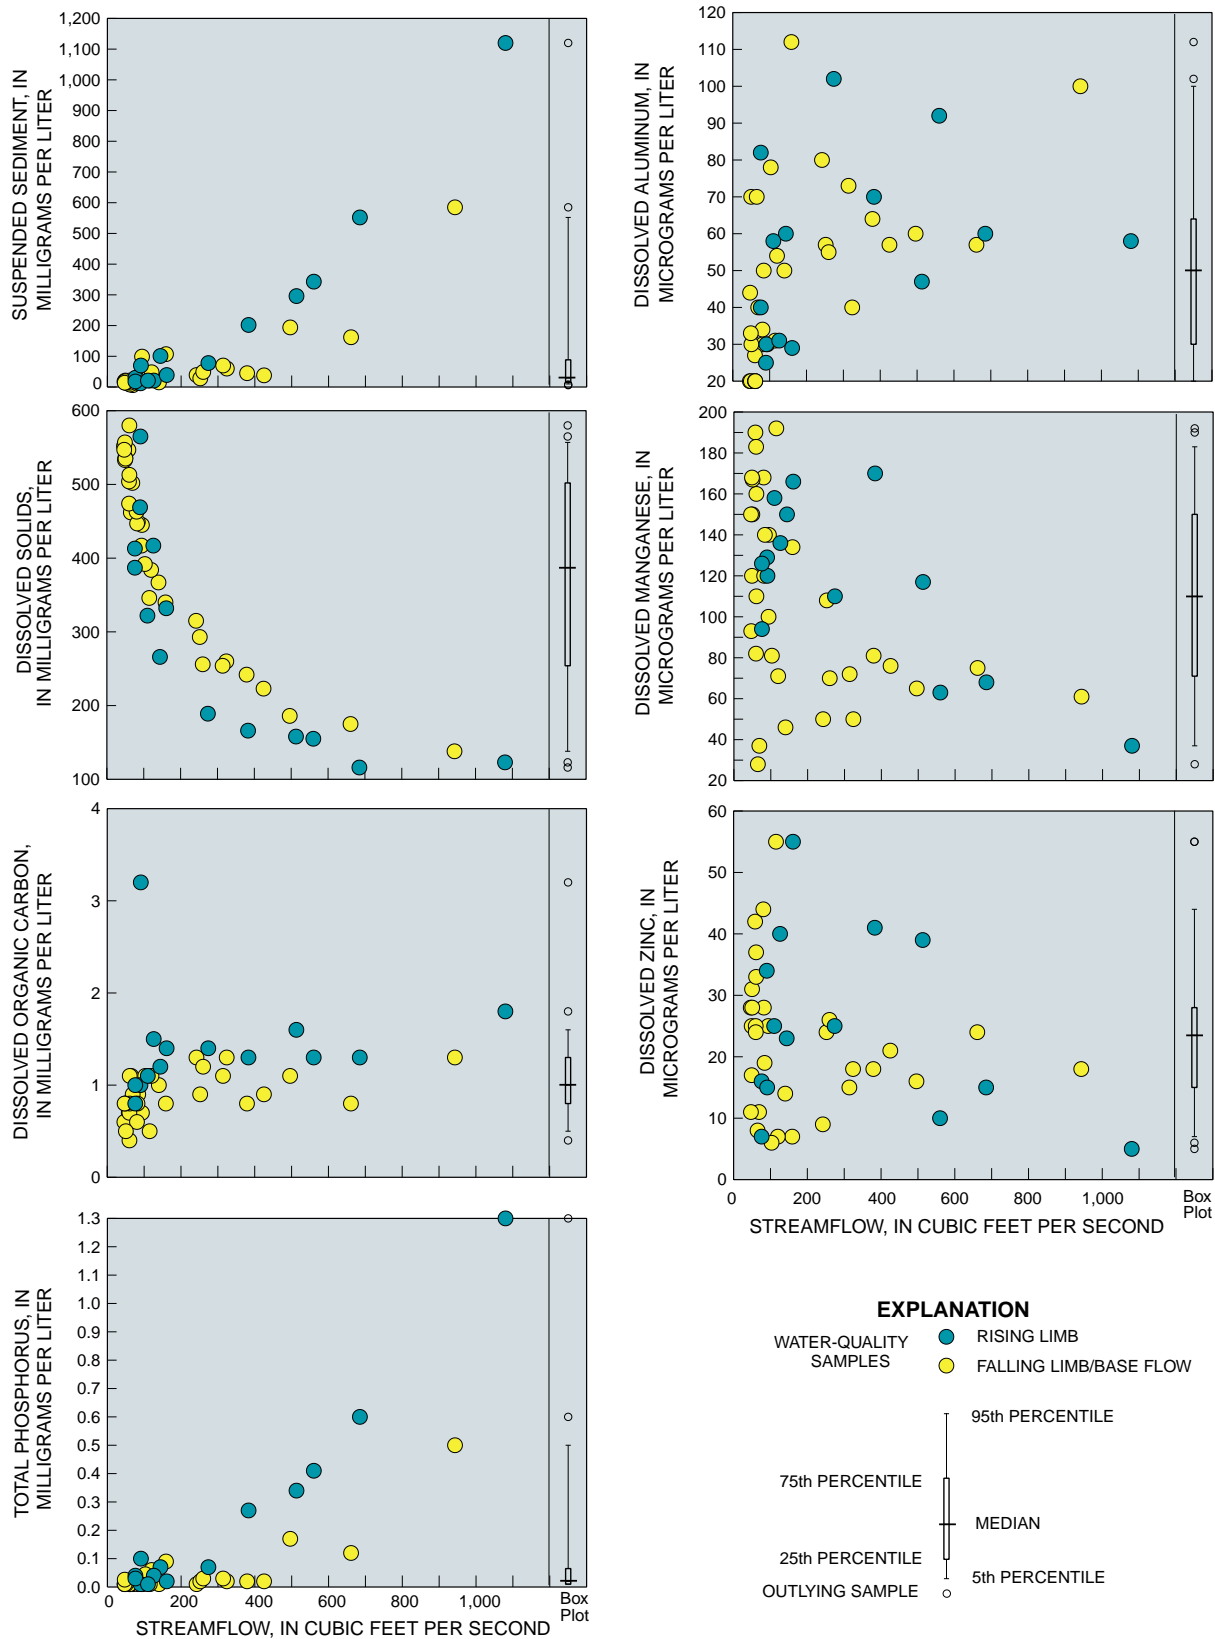 SUSPENDED SEDIMENT, IN
MILLIGRAMS PER LITER
1,200
1,100
1,000
900
800
700
600
500
400
300
200
100
0
DISSOLVED SOLIDS,
IN MILLIGRAMS PER LITER
600
500
400
300
200
100
DISSOLVED ORGANIC CARBON,
IN MILLIGRAMS PER LITER
4
3
2
1
0
TOTAL PHOSPHORUS, IN
MILLIGRAMS PER LITER
1.3
1.2
1.1
1.0
0.9
0.8
0.7
0.6
0.5
0.4
0.3
0.2
0.1
0.0
0 200 400 600 800 1,000 Box
Plot
STREAMFLOW, IN CUBIC FEET PER SECOND
DISSOLVED ALUMINUM, IN
MICROGRAMS PER LITER
120
110
100
90
80
70
60
50
40
30
20
DISSOLVED MANGANESE, IN
MICROGRAMS PER LITER
200
180
160
140
120
100
80
60
40
20
DISSOLVED ZINC, IN
MICROGRAMS PER LITER
60
50
40
30
20
10
0
0 200 400 600 800 1,000 Box
Plot
STREAMFLOW, IN CUBIC FEET PER SECOND
EXPLANATION
WATER-QUALITY
SAMPLES
RISING LIMB
FALLING LIMB/BASE FLOW
95th PERCENTILE
75th PERCENTILE
MEDIAN
25th PERCENTILE
5th PERCENTILE
OUTLYING SAMPLE